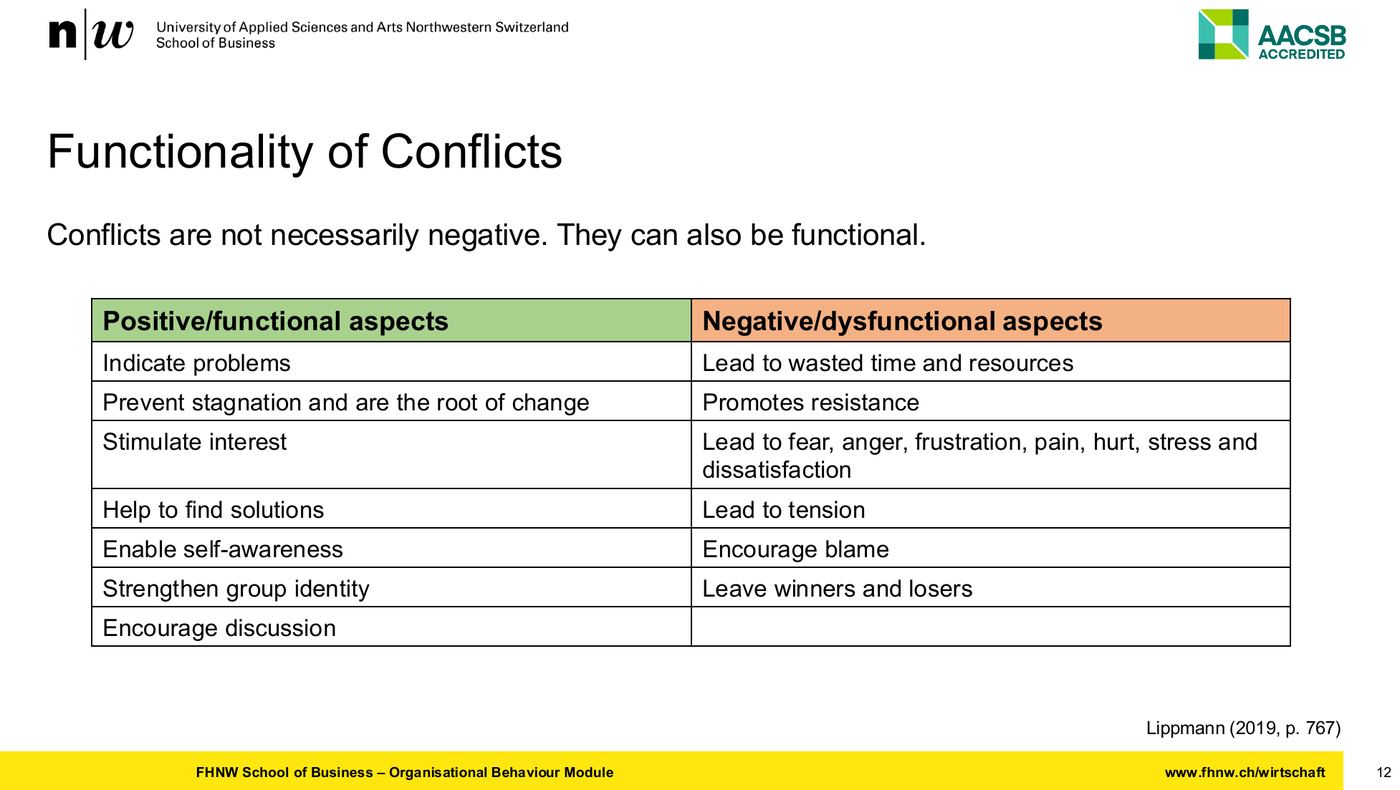 n|w University of Applied Sciences and Arts Northwestern Switzerland
School of Business
AACSB
ACCREDITED
Functionality of Conflicts
Conflicts are not necessarily negative. They can also be functional.
Positive/functional aspects Negative/dysfunctional aspects
Indicate problems Lead to wasted time and resources
Prevent stagnation and are the root of change Promotes resistance
Stimulate interest Lead to fear, anger, frustration, pain, hurt, stress and
dissatisfaction
Help to find solutions Lead to tension
Enable self-awareness Encourage blame
Strengthen group identity Leave winners and losers
Encourage discussion
Lippmann (2019, p. 767)
FHNW School of Business – Organisational Behaviour Module www.fhnw.ch/wirtschaft 12